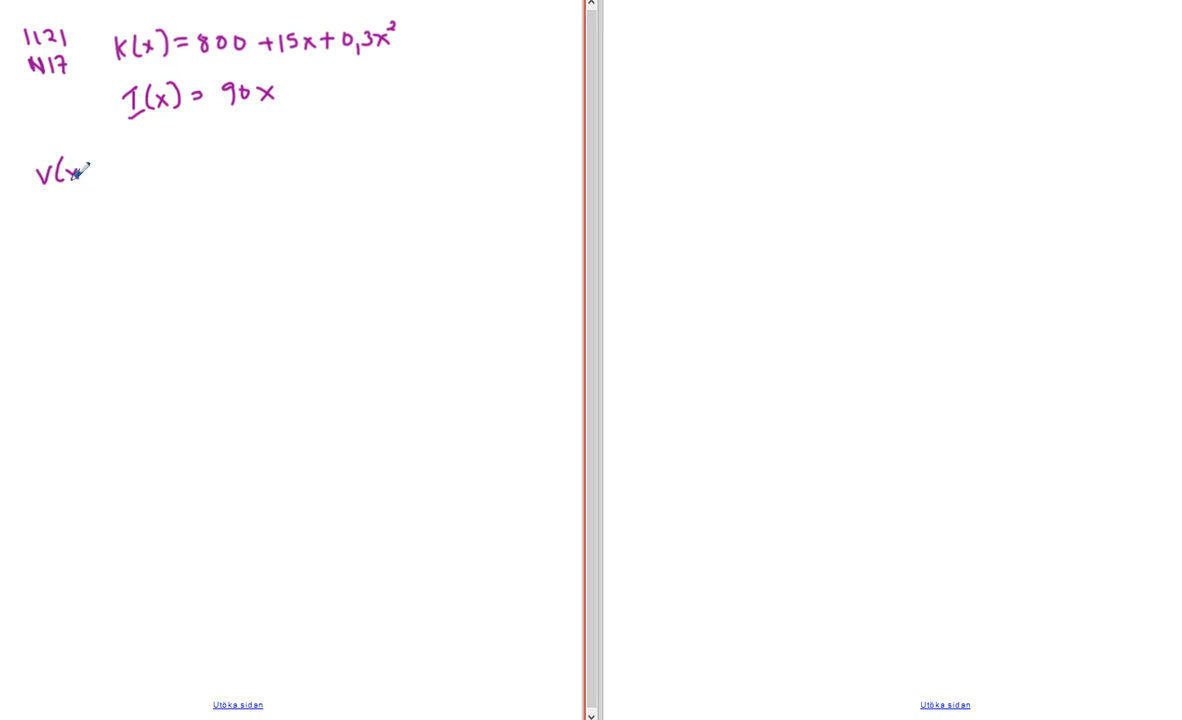 1121 K(x) = 800 + 15x + 0,3x²
N17
I(x) = 90x
V(x
Utöka sidan
Utöka sidan